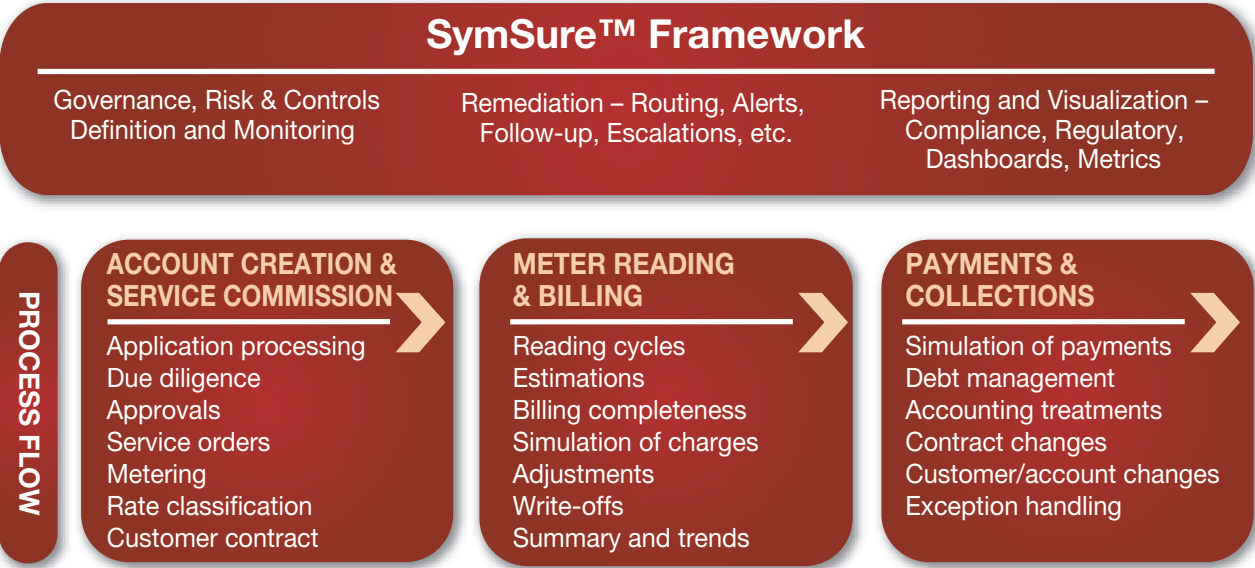 SymSure™ Framework
Governance, Risk & Controls
Definition and Monitoring
Remediation – Routing, Alerts,
Follow-up, Escalations, etc.
Reporting and Visualization –
Compliance, Regulatory,
Dashboards, Metrics
PROCESS FLOW
ACCOUNT CREATION &
SERVICE COMMISSION
Application processing
Due diligence
Approvals
Service orders
Metering
Rate classification
Customer contract
METER READING
& BILLING
Reading cycles
Estimations
Billing completeness
Simulation of charges
Adjustments
Write-offs
Summary and trends
PAYMENTS &
COLLECTIONS
Simulation of payments
Debt management
Accounting treatments
Contract changes
Customer/account changes
Exception handling